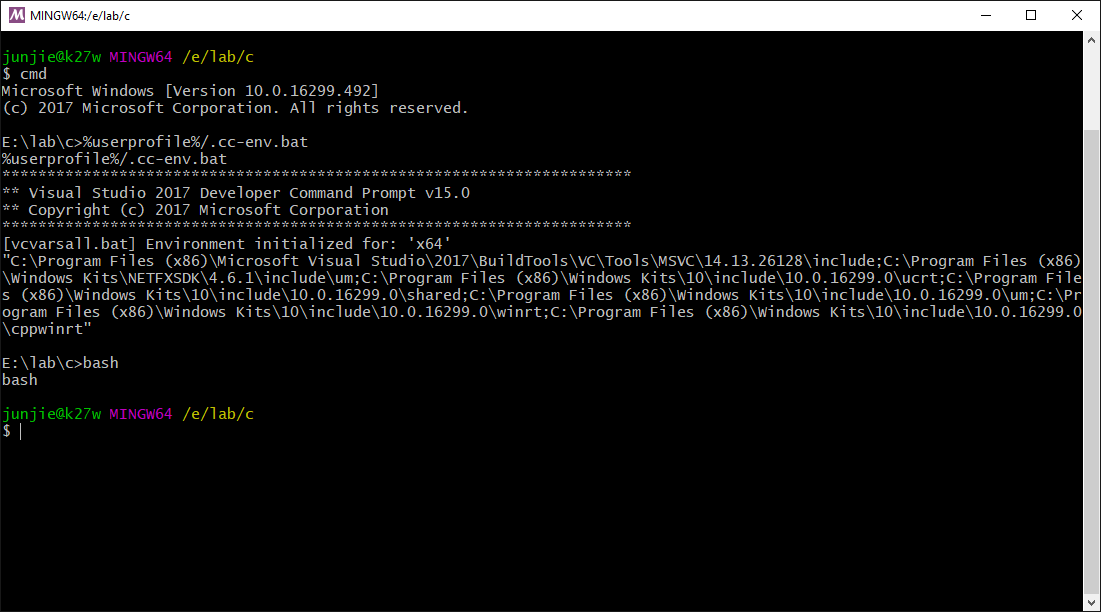 MINGW64:/e/lab/c
junjie@k27w MINGW64 /e/lab/c
$ cmd
Microsoft Windows [Version 10.0.16299.492]
(c) 2017 Microsoft Corporation. All rights reserved.
E:\lab\c>%userprofile%/.cc-env.bat
%userprofile%/.cc-env.bat
**********************************************************************
** Visual Studio 2017 Developer Command Prompt v15.0
** Copyright (c) 2017 Microsoft Corporation
**********************************************************************
[vcvarsall.bat] Environment initialized for: 'x64'
"C:\Program Files (x86)\Microsoft Visual Studio\2017\BuildTools\VC\Tools\MSVC\14.13.26128\include;C:\Program Files (x86)
\Windows Kits\NETFXSDK\4.6.1\include\um;C:\Program Files (x86)\Windows Kits\10\include\10.0.16299.0\ucrt;C:\Program File
s (x86)\Windows Kits\10\include\10.0.16299.0\shared;C:\Program Files (x86)\Windows Kits\10\include\10.0.16299.0\um;C:\Pr
ogram Files (x86)\Windows Kits\10\include\10.0.16299.0\winrt;C:\Program Files (x86)\Windows Kits\10\include\10.0.16299.0
\cppwinrt"
E:\lab\c>bash
bash
junjie@k27w MINGW64 /e/lab/c
$